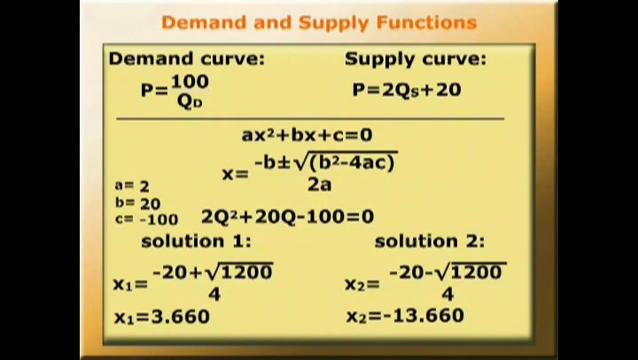 Demand and Supply Functions
Demand curve: Supply curve:
P=100/QD P=2QS+20
ax²+bx+c=0
x= -b±√(b²-4ac) / 2a
a= 2
b= 20
c= -100 2Q²+20Q-100=0
solution 1: solution 2:
x₁= -20+√1200 / 4 x₂= -20-√1200 / 4
x₁=3.660 x₂=-13.660